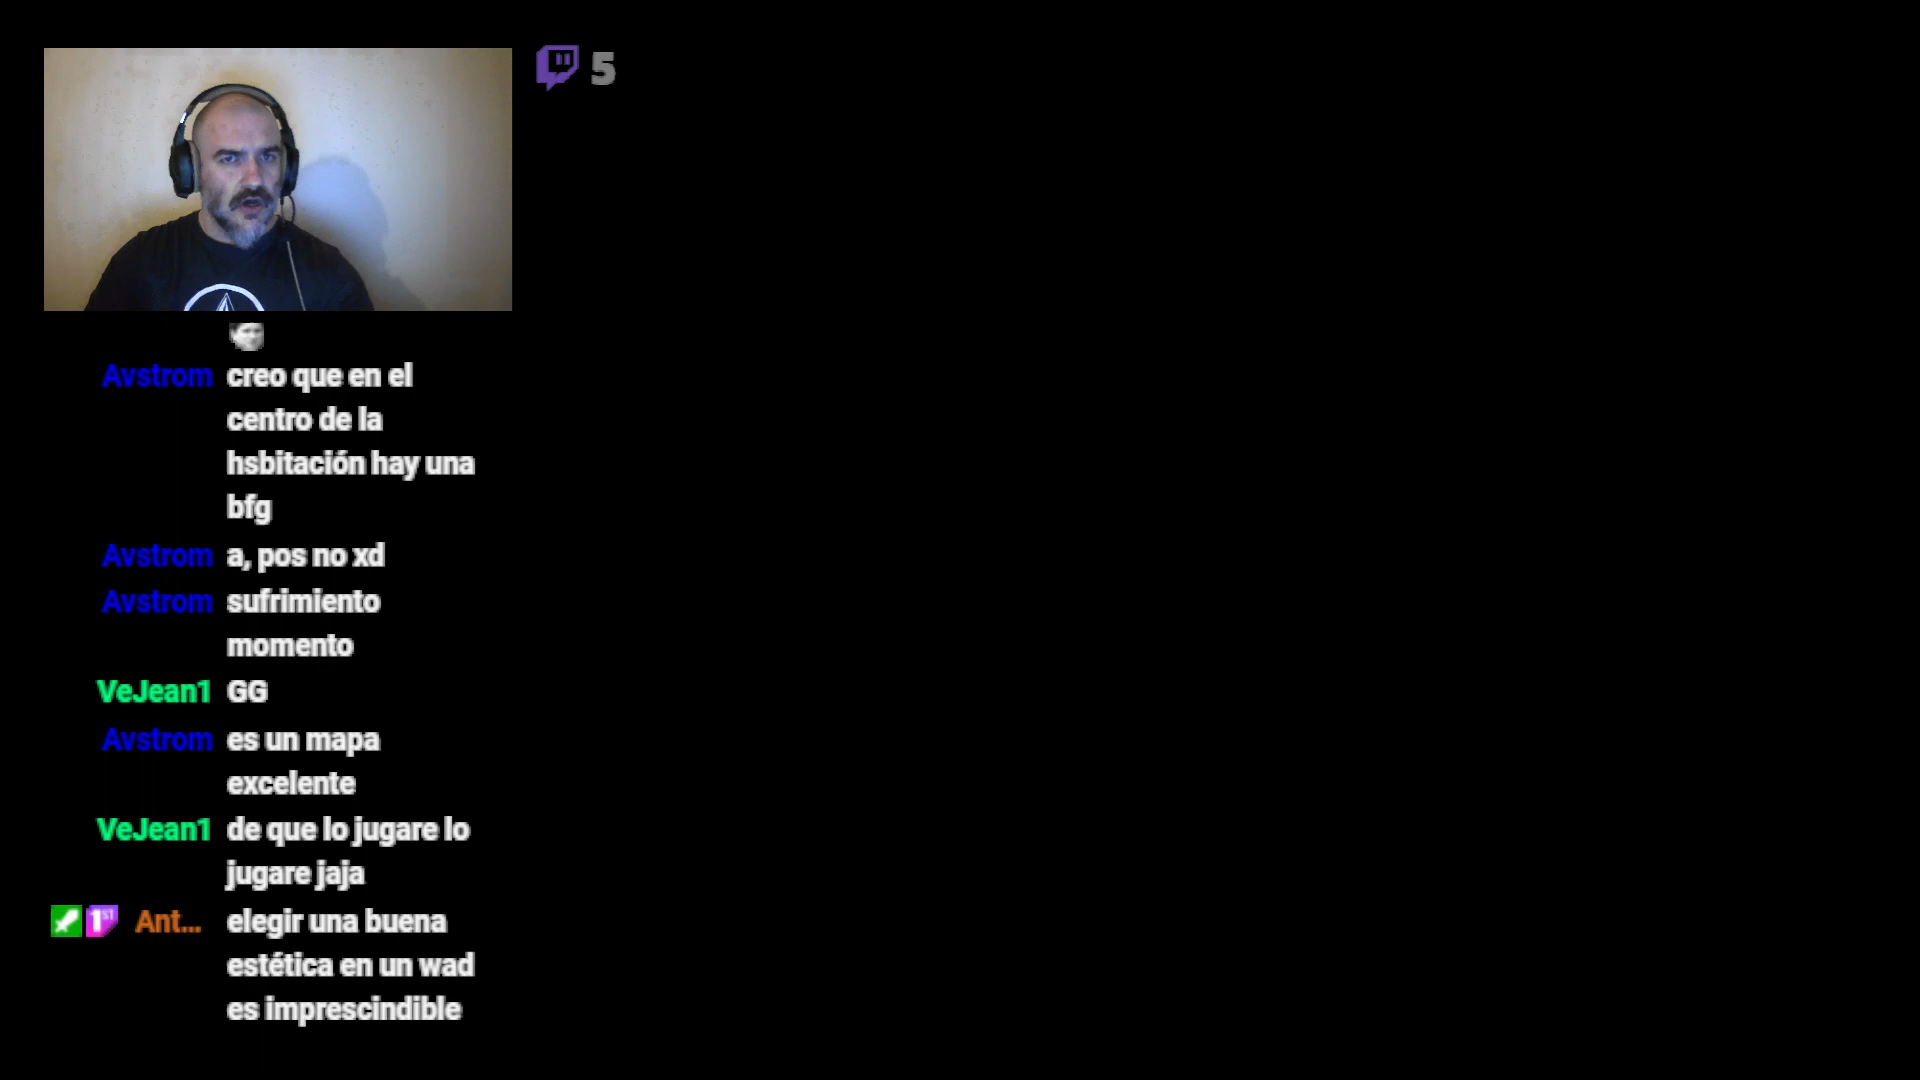 5
Avstrom creo que en el
centro de la
hsbitación hay una
bfg
Avstrom a, pos no xd
Avstrom sufrimiento
momento
VeJean1 GG
Avstrom es un mapa
excelente
VeJean1 de que lo jugare lo
jugare jaja
1ST Ant... elegir una buena
estética en un wad
es imprescindible